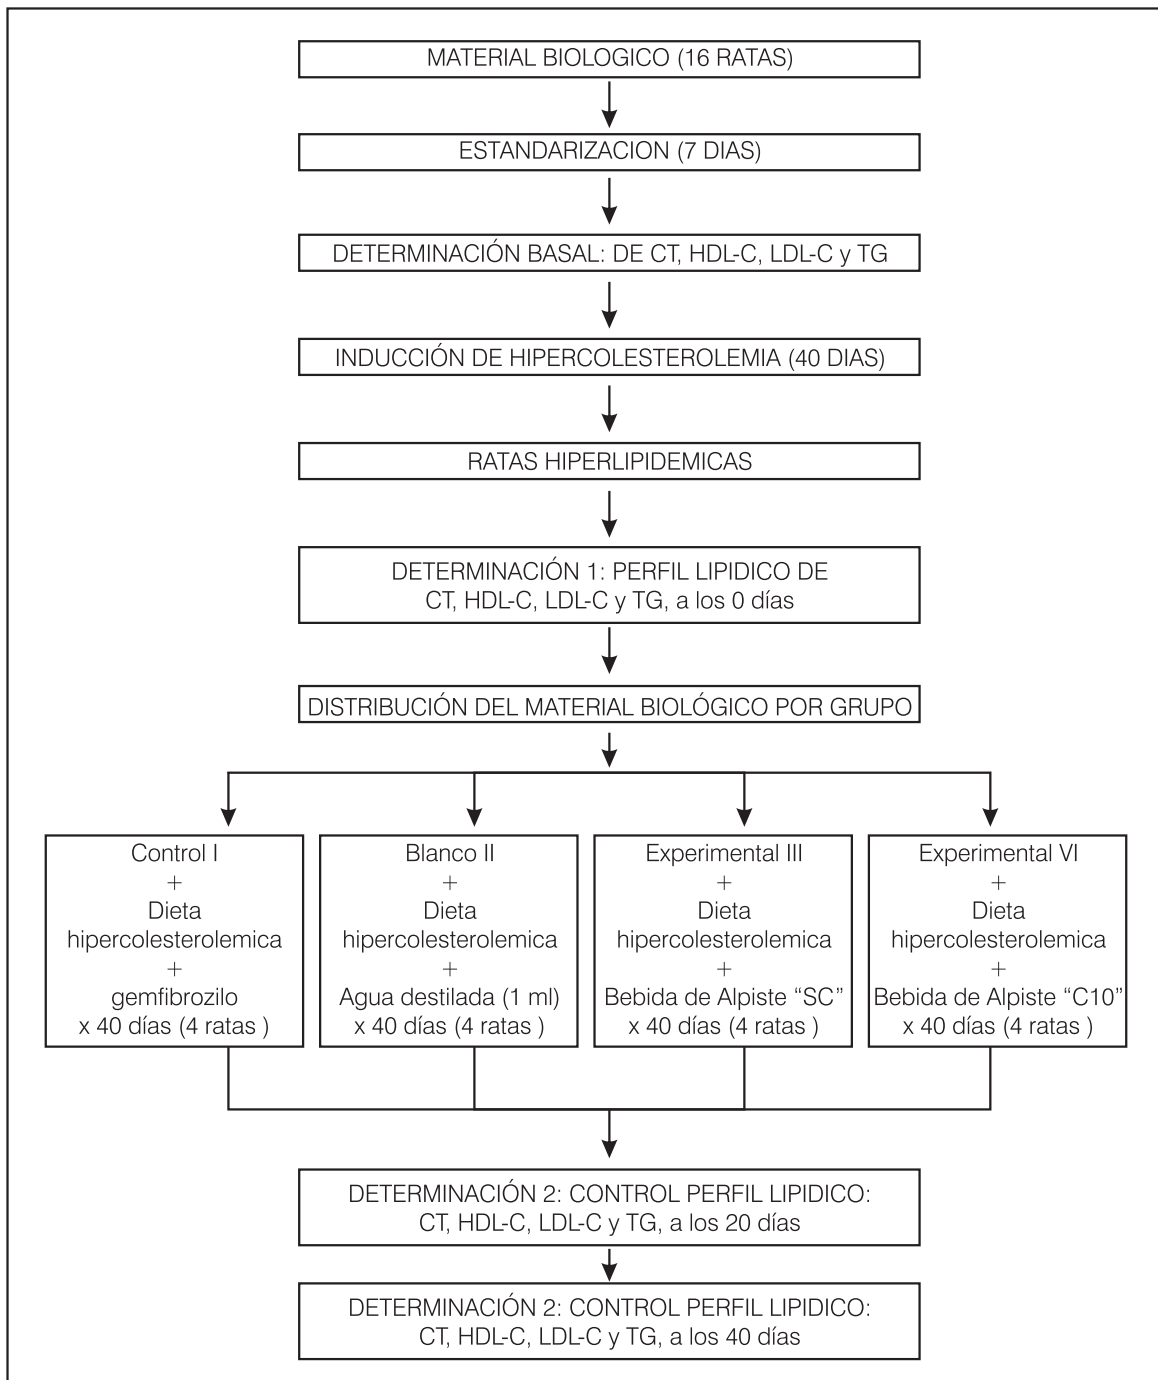 MATERIAL BIOLOGICO (16 RATAS)
ESTANDARIZACION (7 DIAS)
DETERMINACIÓN BASAL: DE CT, HDL-C, LDL-C y TG
INDUCCIÓN DE HIPERCOLESTEROLEMIA (40 DIAS)
RATAS HIPERLIPIDEMICAS
DETERMINACIÓN 1: PERFIL LIPIDICO DE
CT, HDL-C, LDL-C y TG, a los 0 días
DISTRIBUCIÓN DEL MATERIAL BIOLÓGICO POR GRUPO
Control I
+
Dieta
hipercolesterolemica
+
gemfibrozilo
x 40 días (4 ratas )
Blanco II
+
Dieta
hipercolesterolemica
+
Agua destilada (1 ml)
x 40 días (4 ratas )
Experimental III
+
Dieta
hipercolesterolemica
+
Bebida de Alpiste “SC”
x 40 días (4 ratas )
Experimental VI
+
Dieta
hipercolesterolemica
+
Bebida de Alpiste “C10”
x 40 días (4 ratas )
DETERMINACIÓN 2: CONTROL PERFIL LIPIDICO:
CT, HDL-C, LDL-C y TG, a los 20 días
DETERMINACIÓN 2: CONTROL PERFIL LIPIDICO:
CT, HDL-C, LDL-C y TG, a los 40 días